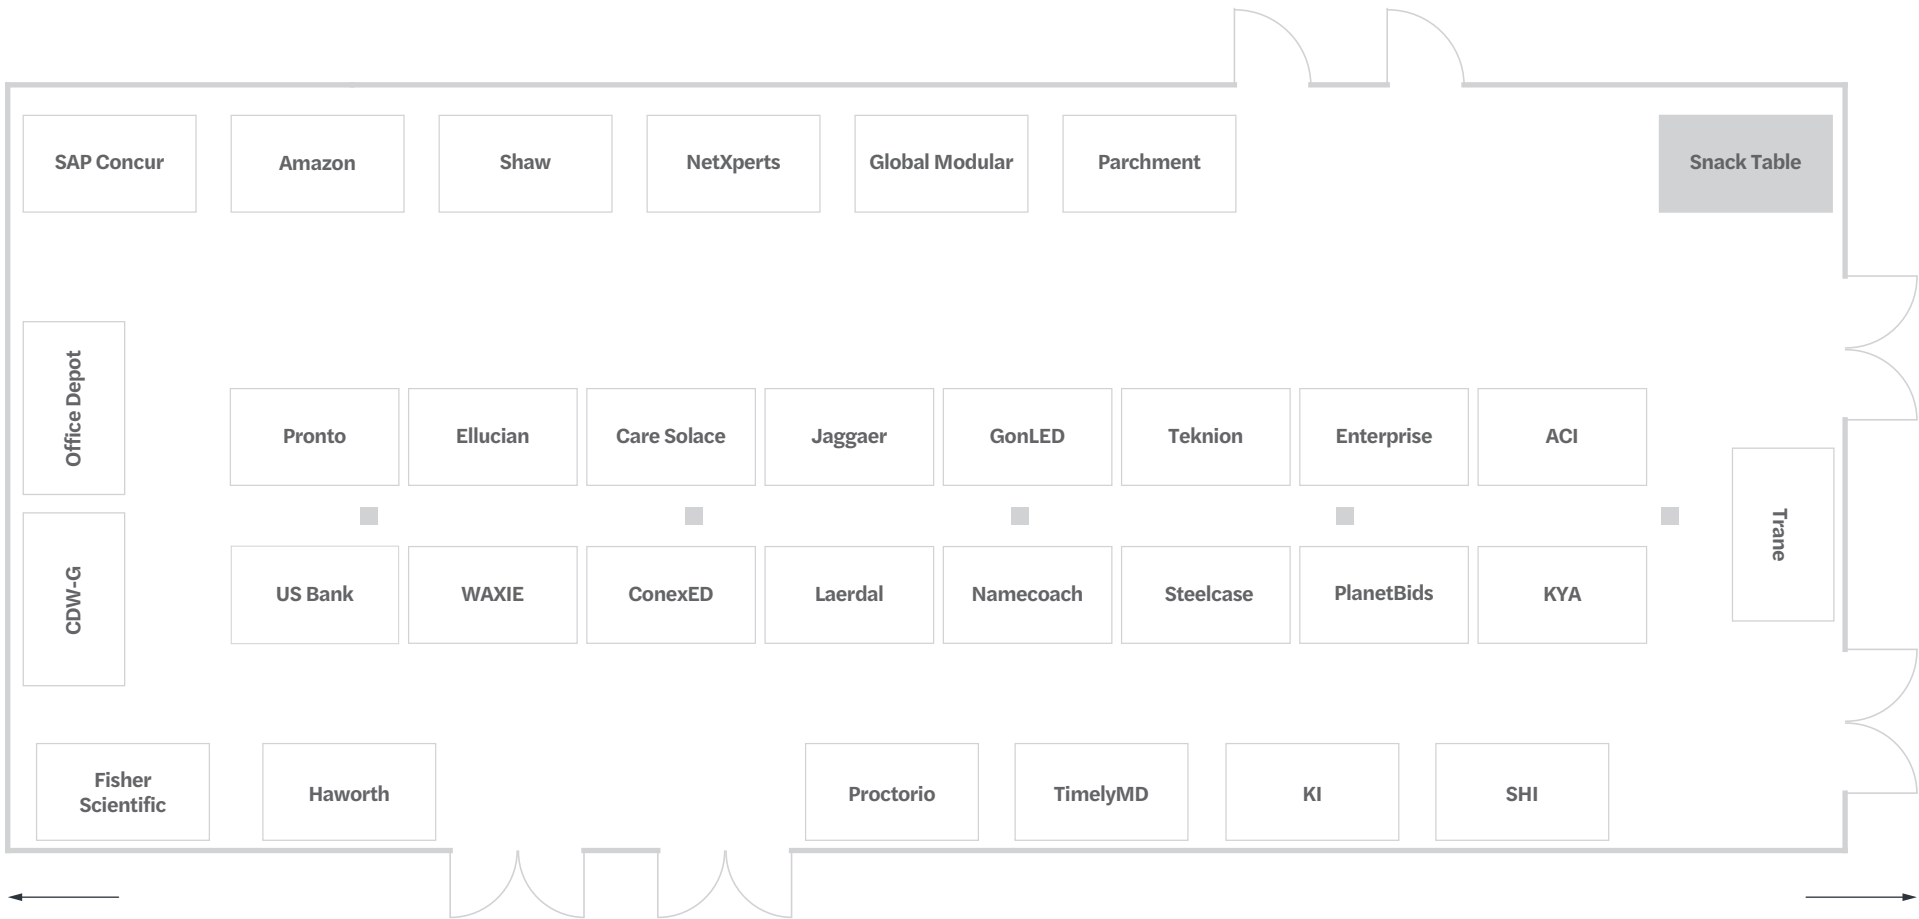 SAP Concur
Amazon
Shaw
NetXperts
Global Modular
Parchment
Snack Table
Office Depot
Pronto
Ellucian
Care Solace
Jaggaer
GonLED
Teknion
Enterprise
ACI
Trane
CDW-G
US Bank
WAXIE
ConexED
Laerdal
Namecoach
Steelcase
PlanetBids
KYA
Fisher
Scientific
Haworth
Proctorio
TimelyMD
KI
SHI